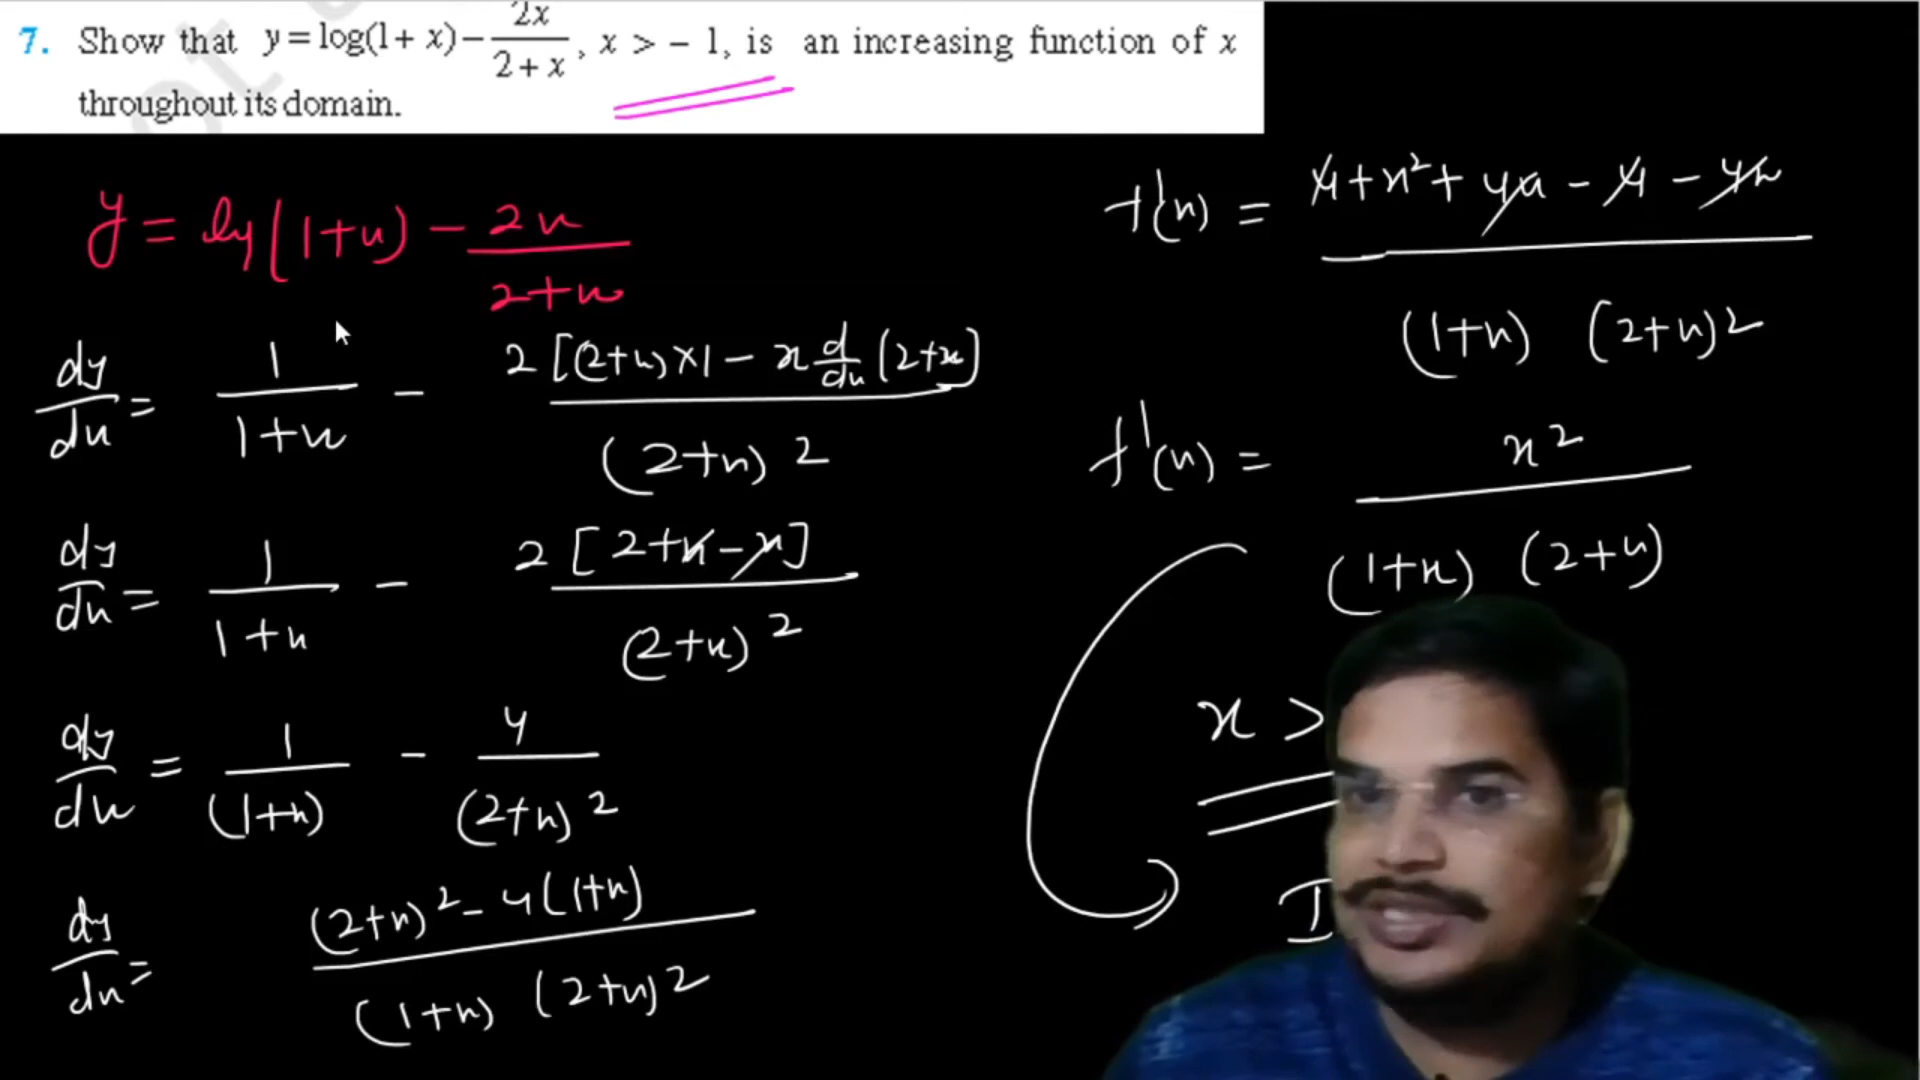 7. Show that y = log(1 + x) − 2x/(2 + x), x > − 1, is an increasing function of x
throughout its domain.
y = log(1+x) − 2x/(2+x)
dy/dx = 1/(1+x) − 2[(2+x)×1 − x d/dx (2+x]/(2+x)²
dy/dx = 1/(1+x) − 2[2+x−x]/(2+x)²
dy/dx = 1/(1+x) − 4/(2+x)²
dy/dx = (2+x)² − 4(1+x)/(1+x) (2+x)²
f'(x) = 4+x²+4x − 4 − 4x/(1+x) (2+x)²
f'(x) = x²/(1+x) (2+x)
x >
I